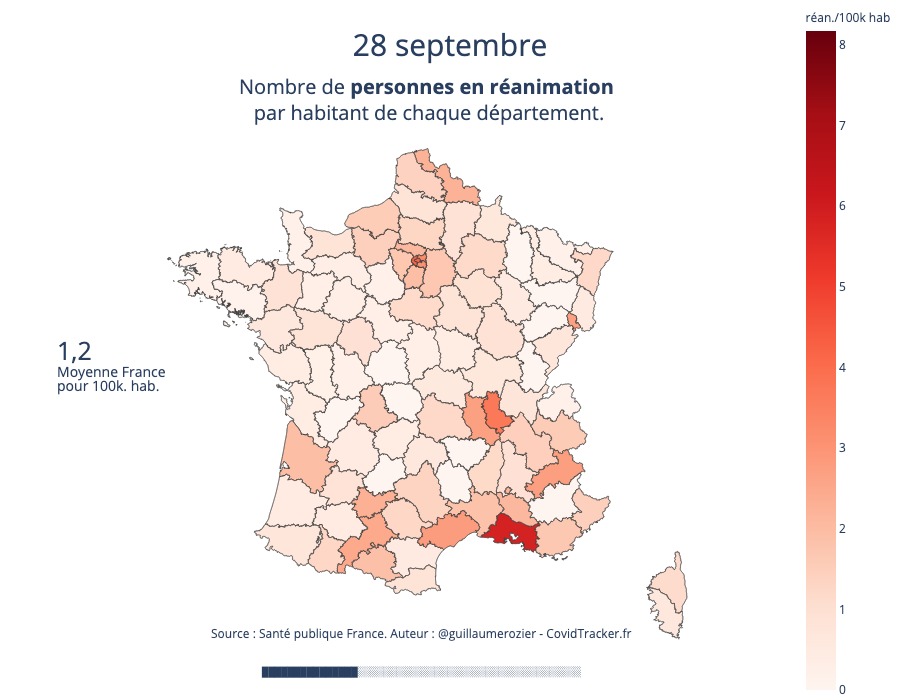 réan./100k hab
28 septembre
Nombre de personnes en réanimation
par habitant de chaque département.
8
7
6
5
4
3
2
1
0
1,2
Moyenne France
pour 100k. hab.
Source : Santé publique France. Auteur : @guillaumerozier - CovidTracker.fr